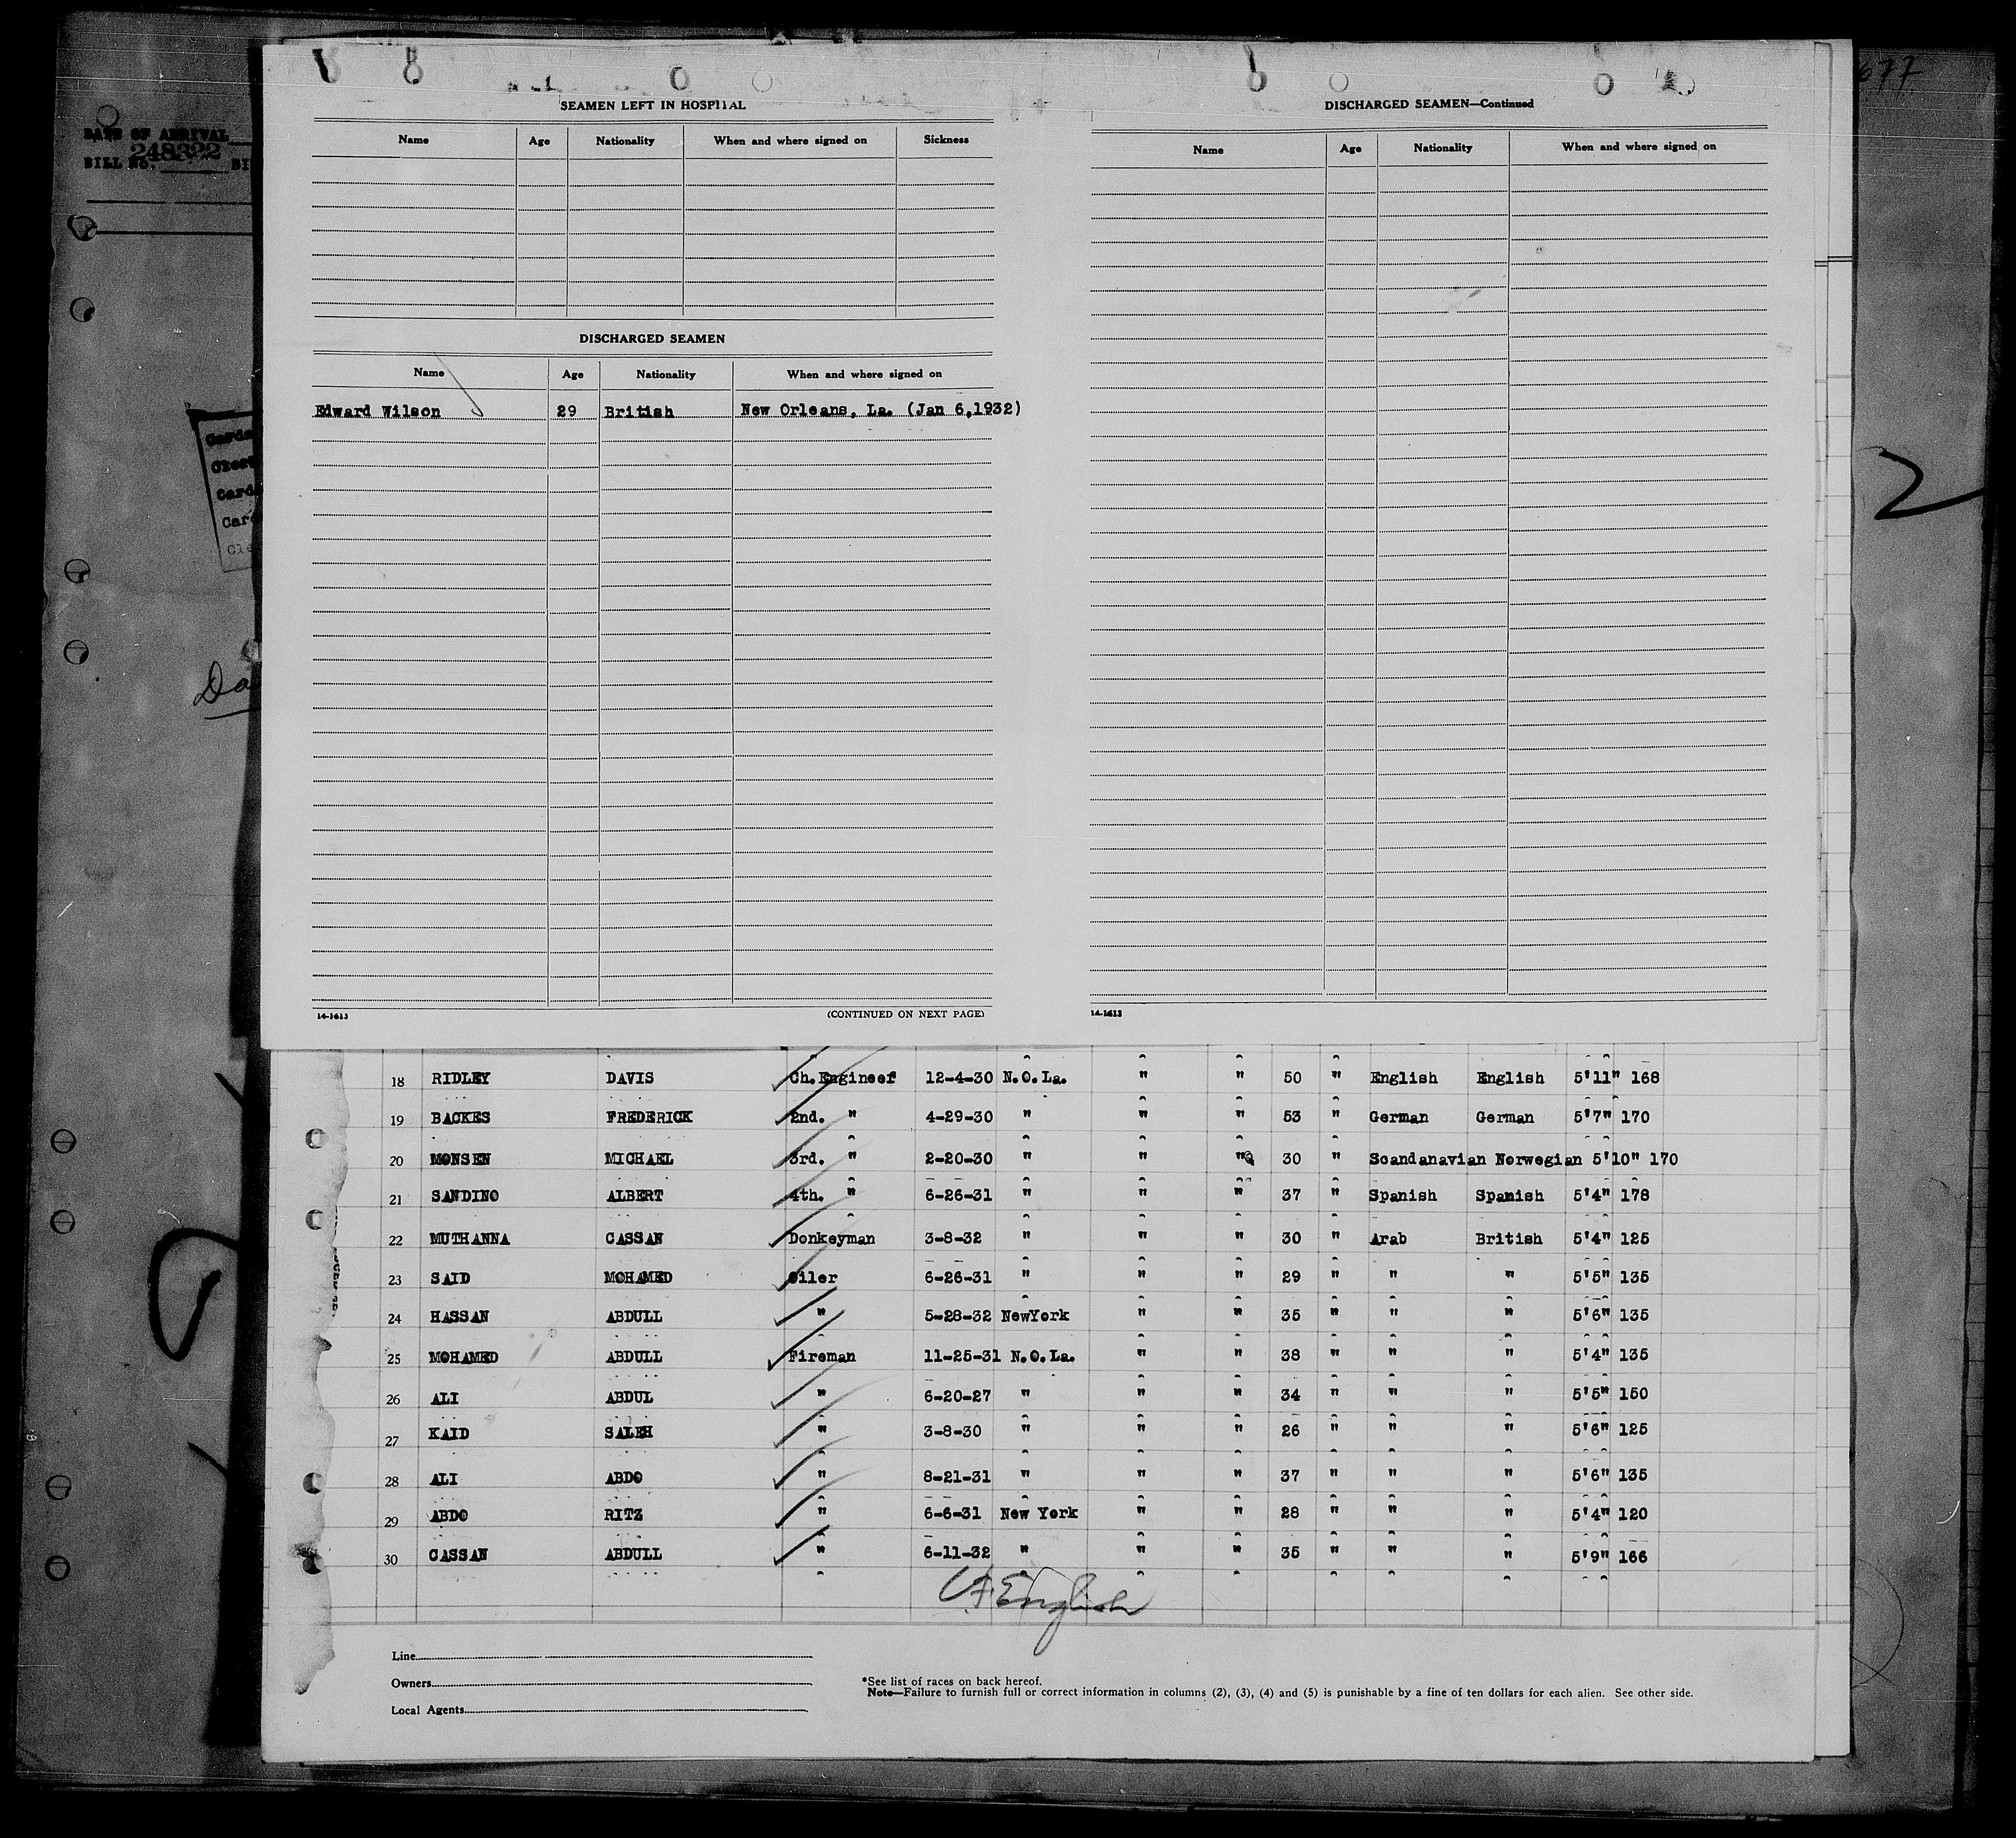 677
DATE OF ARRIVAL
248322
BILL No.
SEAMEN LEFT IN HOSPITAL
Name Age Nationality When and where signed on Sickness
DISCHARGED SEAMEN
Name Age Nationality When and where signed on
Edward Wilson 29 British New Orleans, La. (Jan 6,1932)
14-1613 (CONTINUED ON NEXT PAGE)
DISCHARGED SEAMEN—Continued
Name Age Nationality When and where signed on
14-1613
2
Da
18 RIDLEY DAVIS Ch.Engineer 12-4-30 N.O.La. " " 50 " English English 5'11" 168
19 BACKES FREDERICK 2nd. " 4-29-30 " " " 53 " German German 5'7" 170
20 MONSEN MICHAEL 3rd. " 2-20-30 " " " 30 " Scandanavian Norwegian 5'10" 170
21 SANDINO ALBERT 4th. " 6-26-31 " " " 37 " Spanish Spanish 5'4" 178
22 MUTHANNA CASSAN Donkeyman 3-8-32 " " " 30 " Arab British 5'4" 125
23 SAID MOHAMED Oiler 6-26-31 " " " 29 " " " 5'5" 135
24 HASSAN ABDULL " 5-28-32 NewYork " " 35 " " " 5'6" 135
25 MOHAMED ABDULL Fireman 11-25-31 N.O.La. " " 38 " " " 5'4" 135
26 ALI ABDUL " 6-20-27 " " " 34 " " " 5'5" 150
27 KAID SALEH " 3-8-30 " " " 26 " " " 5'6" 125
28 ALI ABDO " 8-21-31 " " " 37 " " " 5'6" 135
29 ABDO RITZ " 6-6-31 New York " " 28 " " " 5'4" 120
30 CASSAN ABDULL " 6-11-32 " " " 35 " " " 5'9" 166
English
Line
Owners
Local Agents
*See list of races on back hereof.
Note—Failure to furnish full or correct information in columns (2), (3), (4) and (5) is punishable by a fine of ten dollars for each alien. See other side.